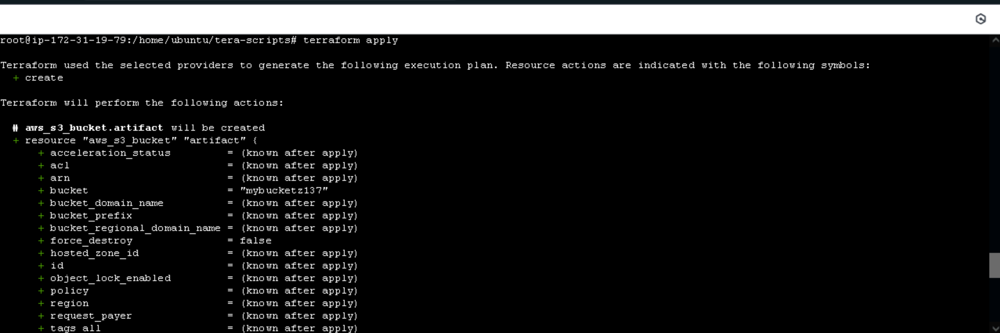 root@ip-172-31-19-79:/home/ubuntu/tera-scripts# terraform apply
Terraform used the selected providers to generate the following execution plan. Resource actions are indicated with the following symbols:
+ create
Terraform will perform the following actions:
# aws_s3_bucket.artifact will be created
+ resource "aws_s3_bucket" "artifact" {
+ acceleration_status = (known after apply)
+ acl = (known after apply)
+ arn = (known after apply)
+ bucket = "mybucketz137"
+ bucket_domain_name = (known after apply)
+ bucket_prefix = (known after apply)
+ bucket_regional_domain_name = (known after apply)
+ force_destroy = false
+ hosted_zone_id = (known after apply)
+ id = (known after apply)
+ object_lock_enabled = (known after apply)
+ policy = (known after apply)
+ region = (known after apply)
+ request_payer = (known after apply)
+ tags_all = (known after apply)